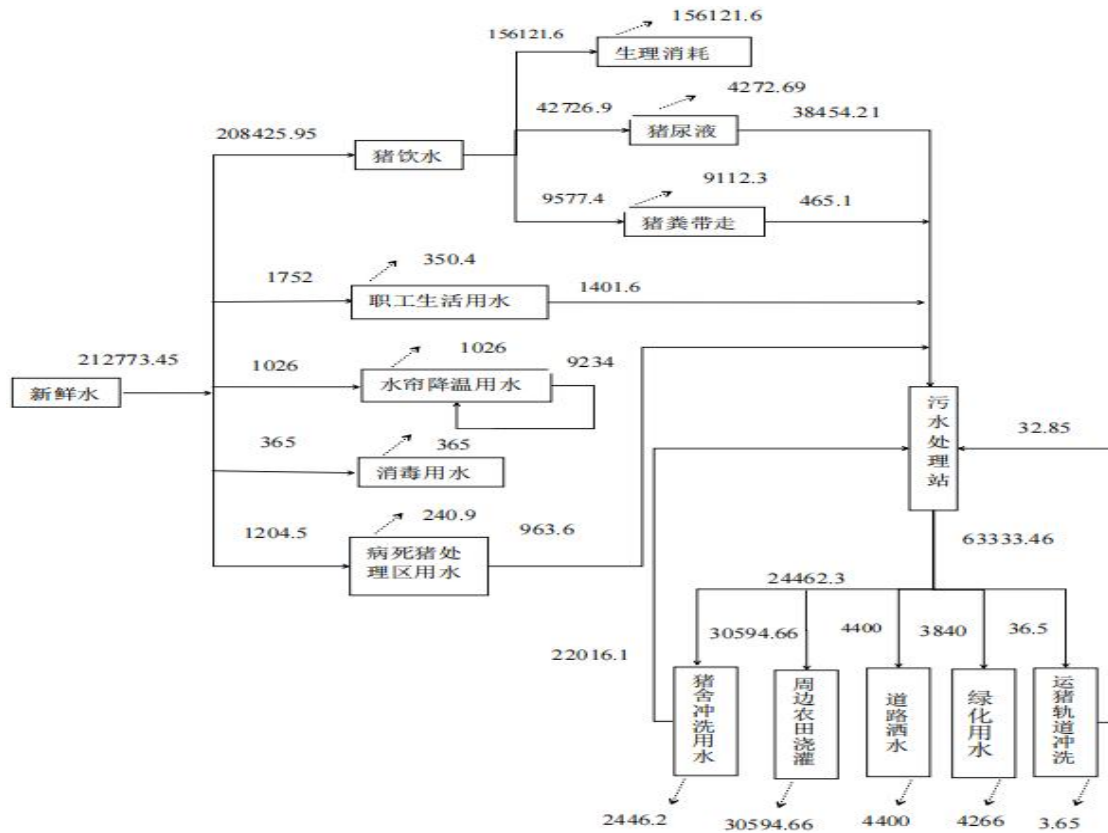 156121.6
156121.6
生理消耗
4272.69
42726.9
38454.21
208425.95
猪尿液
猪饮水
9112.3
9577.4
465.1
猪粪带走
350.4
1752
1401.6
职工生活用水
1026
212773.45
1026
9234
新鲜水
水帘降温用水
污水处理站
32.85
365
365
消毒用水
240.9
1204.5
963.6
病死猪处
理区用水
63333.46
24462.3
30594.66
4400
3840
36.5
22016.1
猪舍冲洗用水
周边农田浇灌
道路洒水
绿化用水
运猪轨道冲洗
2446.2
30594.66
4400
4266
3.65